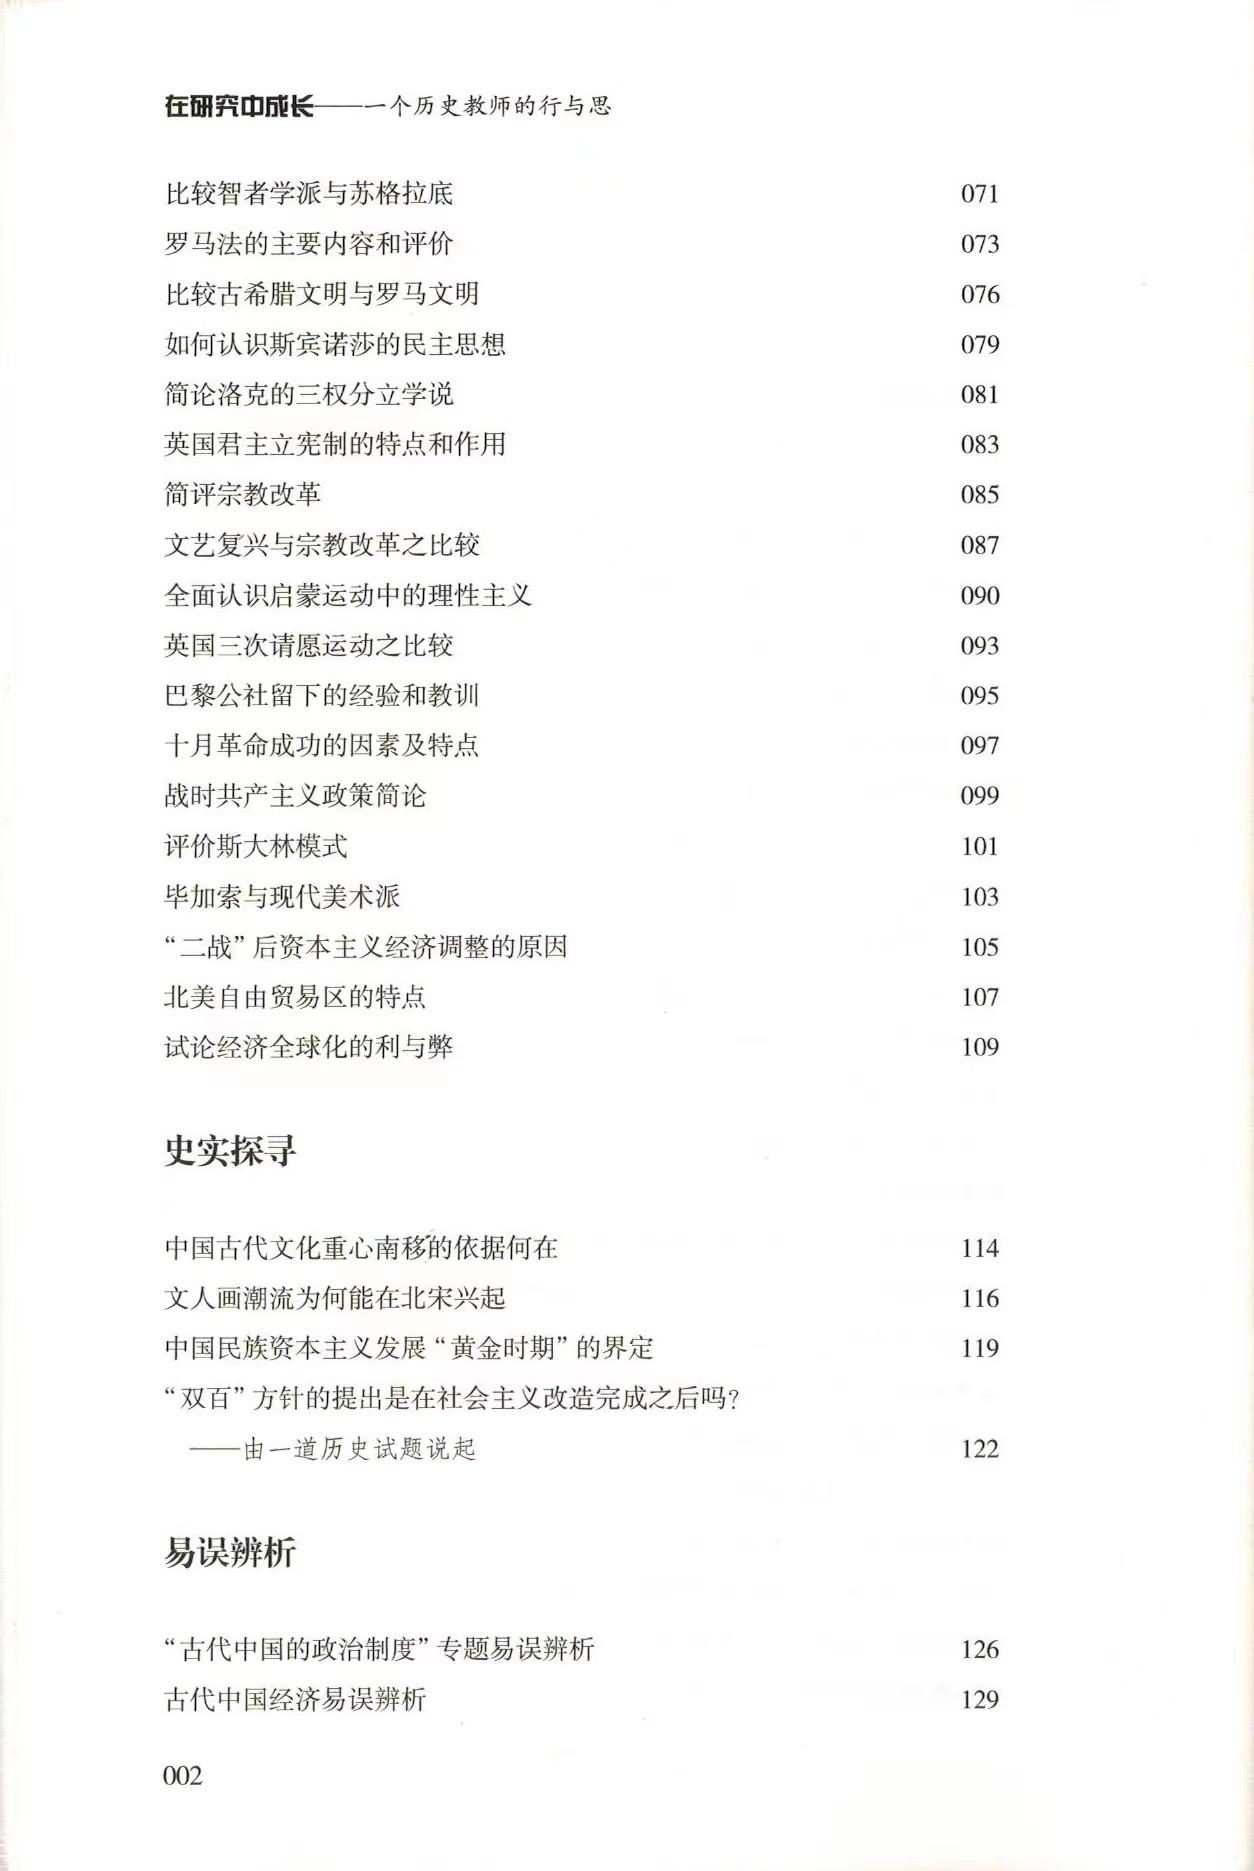 在研究中成长——一个历史教师的行与思
比较智者学派与苏格拉底 071
罗马法的主要内容和评价 073
比较古希腊文明与罗马文明 076
如何认识斯宾诺莎的民主思想 079
简论洛克的三权分立学说 081
英国君主立宪制的特点和作用 083
简评宗教改革 085
文艺复兴与宗教改革之比较 087
全面认识启蒙运动中的理性主义 090
英国三次请愿运动之比较 093
巴黎公社留下的经验和教训 095
十月革命成功的因素及特点 097
战时共产主义政策简论 099
评价斯大林模式 101
毕加索与现代美术派 103
“二战”后资本主义经济调整的原因 105
北美自由贸易区的特点 107
试论经济全球化的利与弊 109
史实探寻
中国古代文化重心南移的依据何在 114
文人画潮流为何能在北宋兴起 116
中国民族资本主义发展“黄金时期”的界定 119
“双百”方针的提出是在社会主义改造完成之后吗？
——由一道历史试题说起 122
易误辨析
“古代中国的政治制度”专题易误辨析 126
古代中国经济易误辨析 129
002